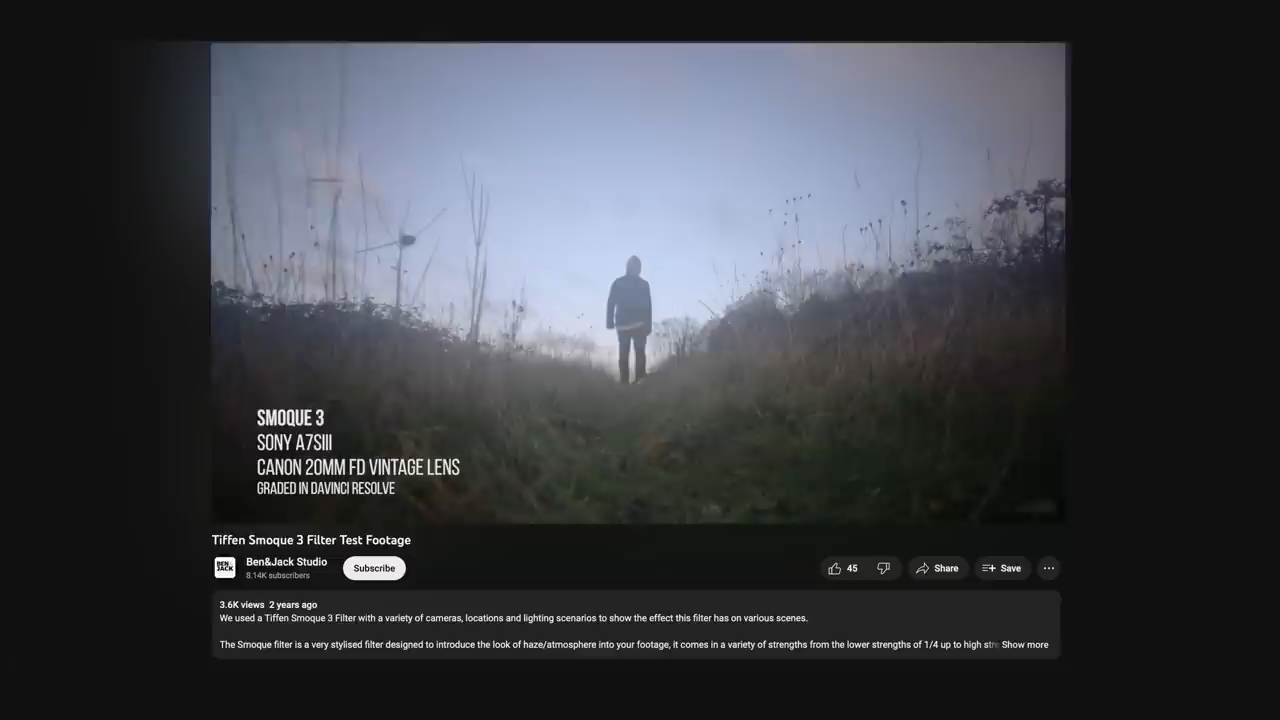 SMOQUE 3
SONY A7SIII
CANON 20MM FD VINTAGE LENS
GRADED IN DAVINCI RESOLVE
Tiffen Smoque 3 Filter Test Footage
BEN&
JACK
Ben&Jack Studio
8.14K subscribers
Subscribe
45
Share
Save
3.6K views 2 years ago
We used a Tiffen Smoque 3 Filter with a variety of cameras, locations and lighting scenarios to show the effect this filter has on various scenes.
The Smoque filter is a very stylised filter designed to introduce the look of haze/atmosphere into your footage, it comes in a variety of strengths from the lower strengths of 1/4 up to high Show more